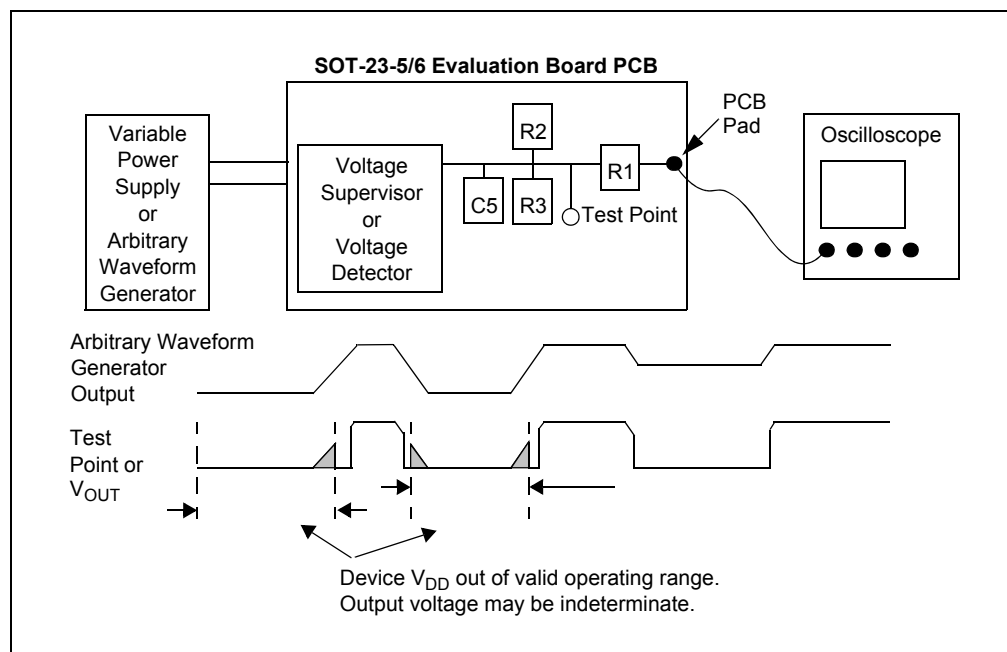 SOT-23-5/6 Evaluation Board PCB
Variable
Power
Supply
or
Arbitrary
Waveform
Generator
Voltage
Supervisor
or
Voltage
Detector
C5
R2
R3
Test Point
R1
PCB
Pad
Oscilloscope
Arbitrary Waveform
Generator
Output
Test
Point or
VOUT
Device VDD out of valid operating range.
Output voltage may be indeterminate.